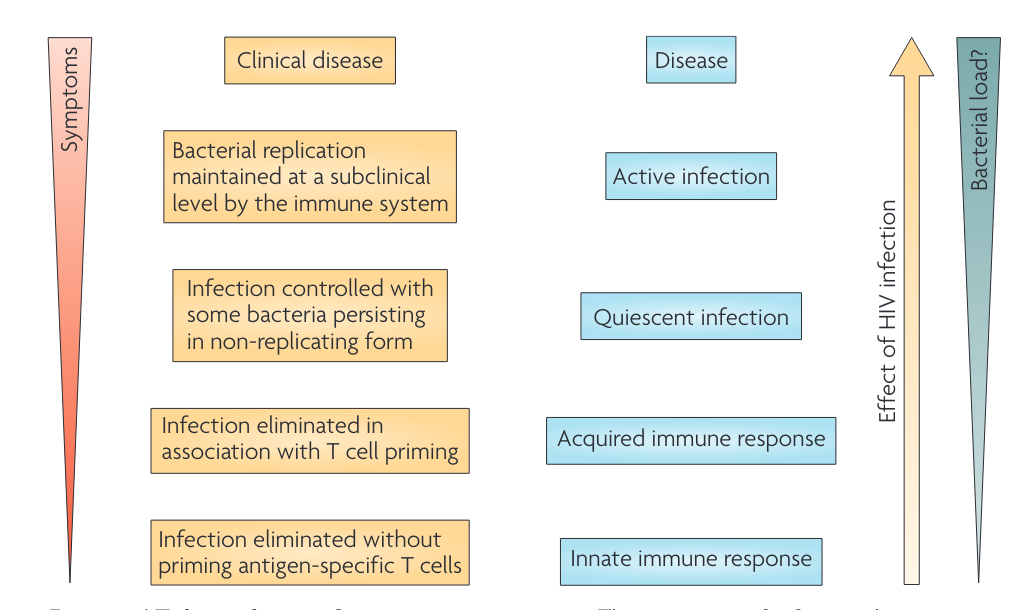 Symptoms
Clinical disease
Disease
Bacterial load?
Bacterial replication
maintained at a subclinical
level by the immune system
Active infection
Effect of HIV infection
Infection controlled with
some bacteria persisting
in non-replicating form
Quiescent infection
Infection eliminated in
association with T cell priming
Acquired immune response
Infection eliminated without
priming antigen-specific T cells
Innate immune response